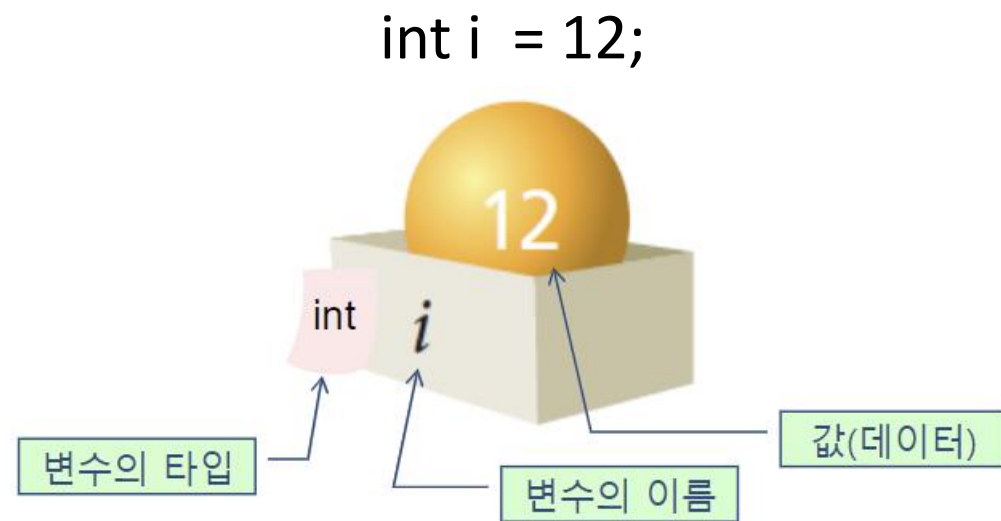 int i = 12;
12
int
i
변수의 타입
변수의 이름
값(데이터)